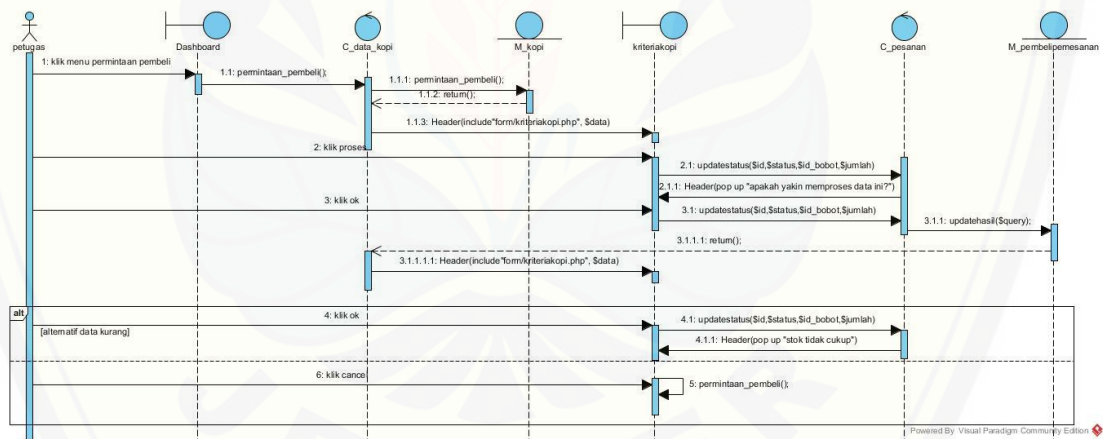 petugas
Dashboard
C_data_kopi
M_kopi
kriteriakopi
C_pesanan
M_pembelipemesanan
1: klik menu permintaan pembeli
1.1: permintaan_pembeli();
1.1.1: permintaan_pembeli();
1.1.2: return();
1.1.3: Header(include"form/kriteriakopi.php", $data)
2: klik proses
2.1: updatestatus($id,$status,$id_bobot,$jumlah)
2.1.1: Header(pop up "apakah yakin memproses data ini?")
3: klik ok
3.1: updatestatus($id,$status,$id_bobot,$jumlah)
3.1.1: updatehasil($query);
3.1.1.1: return();
3.1.1.1.1: Header(include"form/kriteriakopi.php", $data)
alt
4: klik ok
[alternatif data kurang]
4.1: updatestatus($id,$status,$id_bobot,$jumlah)
4.1.1: Header(pop up "stok tidak cukup")
6: klik cancel
5: permintaan_pembeli();
Powered By Visual Paradigm Community Edition